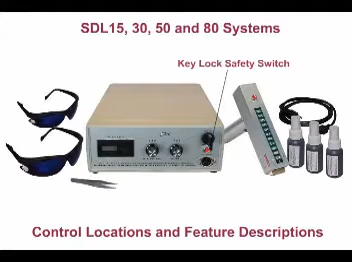 SDL15, 30, 50 and 80 Systems
Key Lock Safety Switch
Control Locations and Feature Descriptions